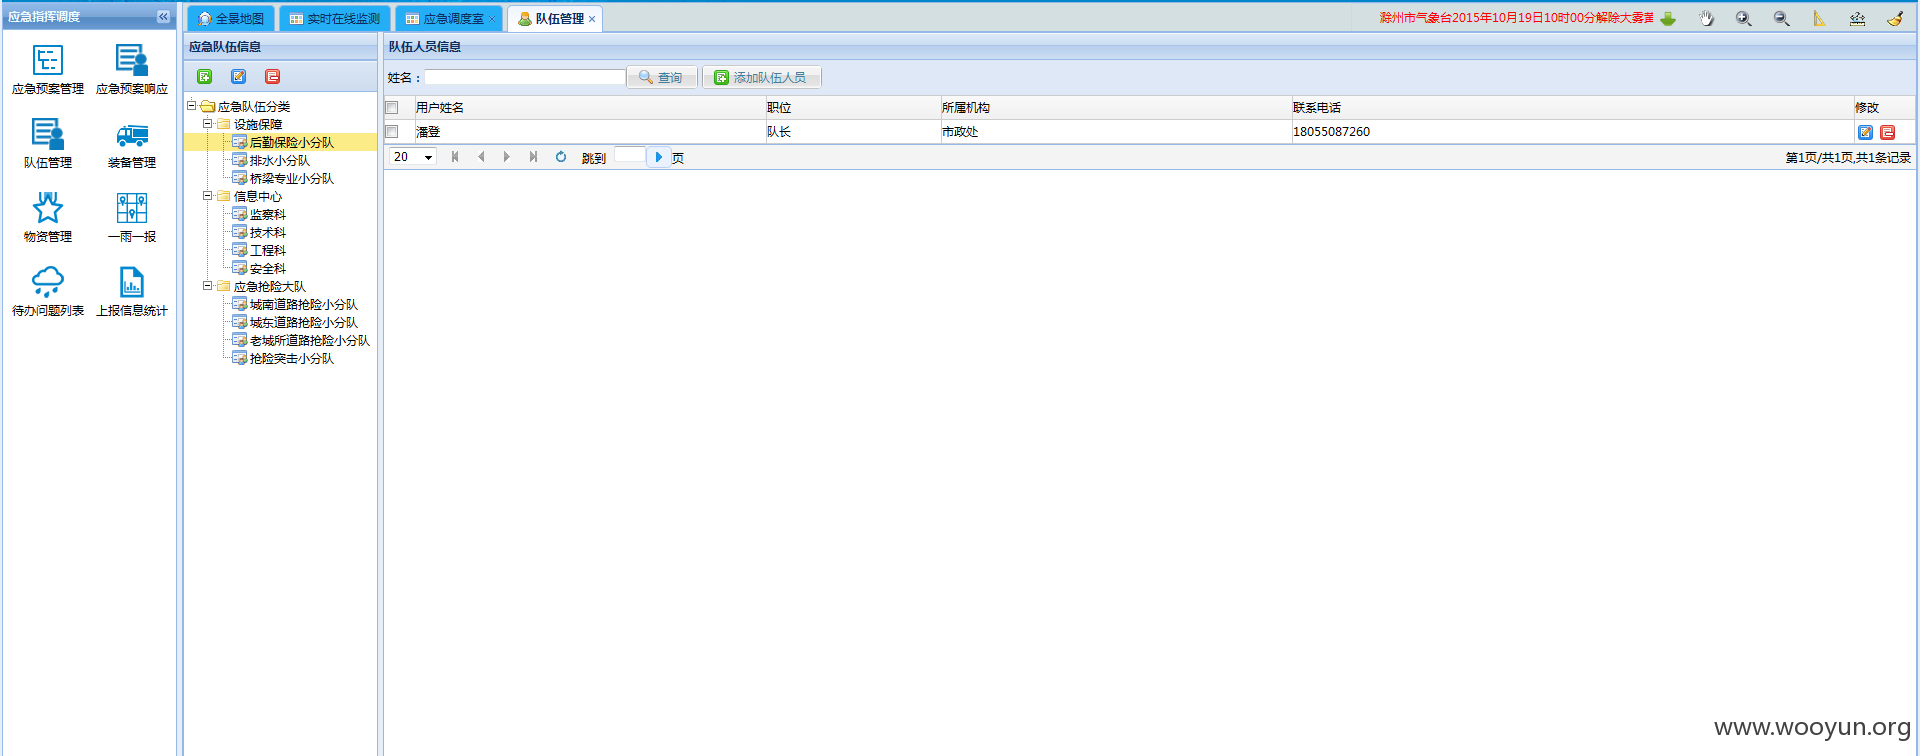 应急指挥调度
全景地图 实时在线监测 应急调度室 队伍管理
滁州市气象台2015年10月19日10时00分解除大雾
应急预案管理 应急预案响应
队伍管理 装备管理
物资管理 一雨一报
待办问题列表 上报信息统计
应急队伍信息
应急队伍分类
设施保障
后勤保险小分队
排水小分队
桥梁专业小分队
信息中心
监察科
技术科
工程科
安全科
应急抢险大队
城南道路抢险小分队
城东道路抢险小分队
老城所道路抢险小分队
抢险突击小分队
队伍人员信息
姓名： 查询 添加队伍人员
用户姓名 职位 所属机构 联系电话 修改
潘登 队长 市政处 18055087260
20 跳到 页 第1页/共1页,共1条记录
www.wooyun.org